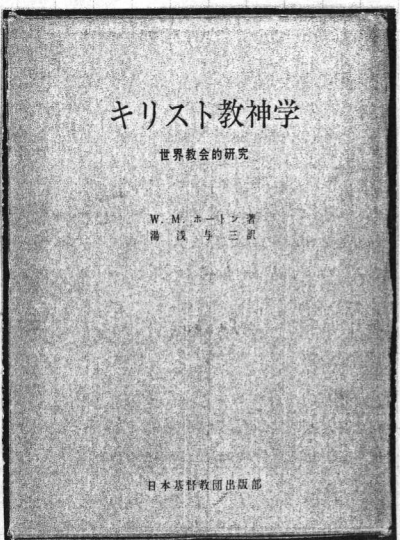 キリスト教神学
世界教会的研究
W. M. ホートン 著
湯浅与三 訳
日本基督教団出版部